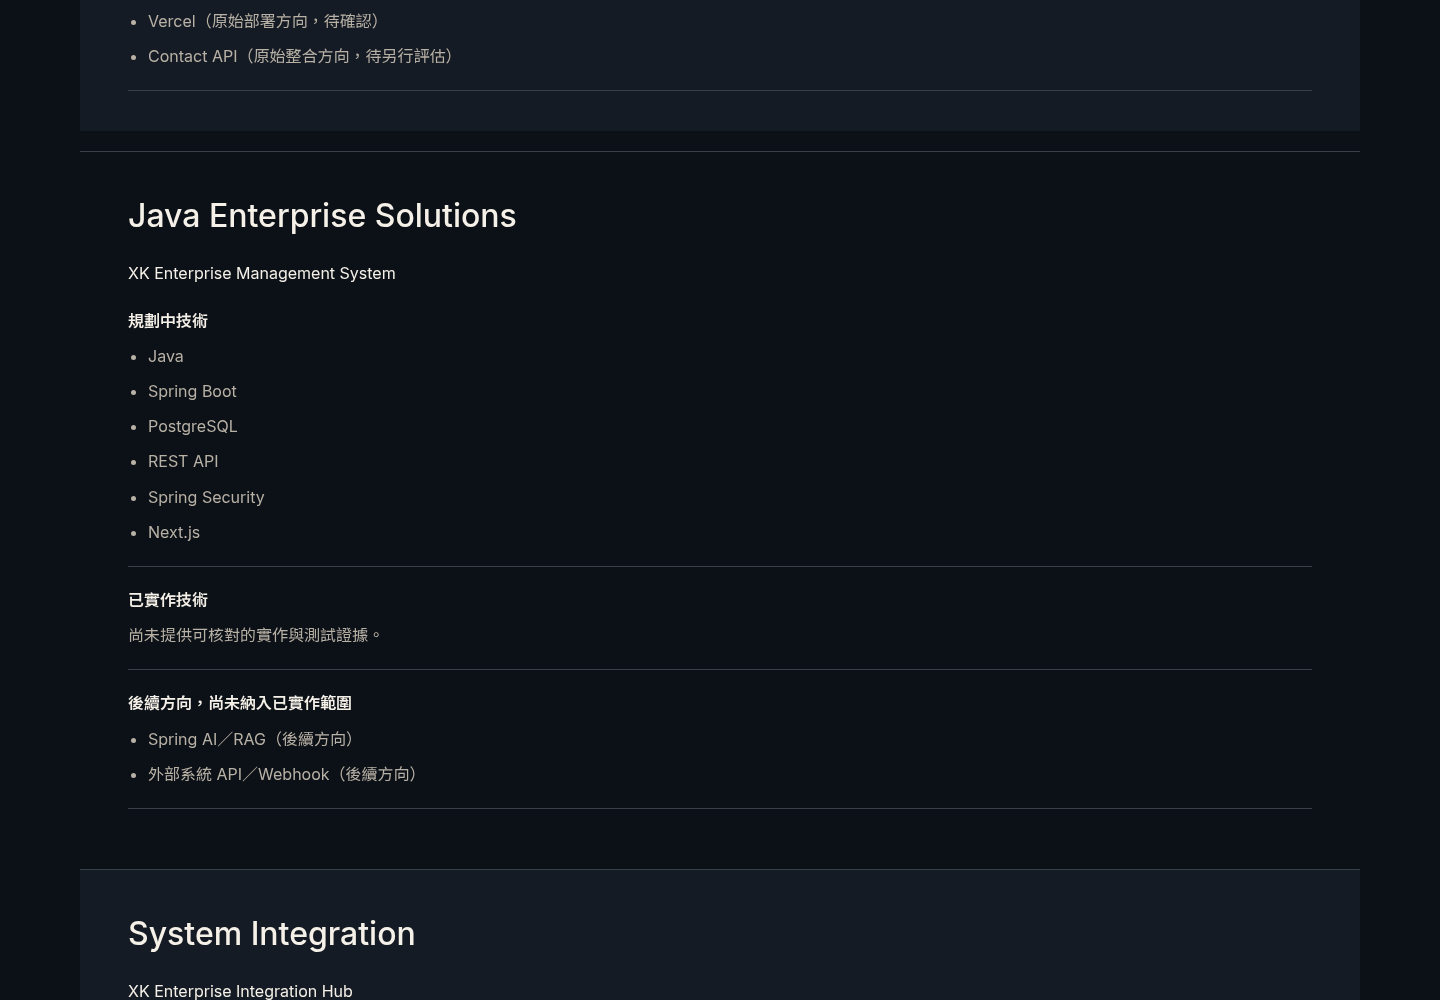 Vercel（原始部署方向，待確認）
Contact API（原始整合方向，待另行評估）
Java Enterprise Solutions
XK Enterprise Management System
規劃中技術
Java
Spring Boot
PostgreSQL
REST API
Spring Security
Next.js
已實作技術
尚未提供可核對的實作與測試證據。
後續方向，尚未納入已實作範圍
Spring AI／RAG（後續方向）
外部系統 API／Webhook（後續方向）
System Integration
XK Enterprise Integration Hub